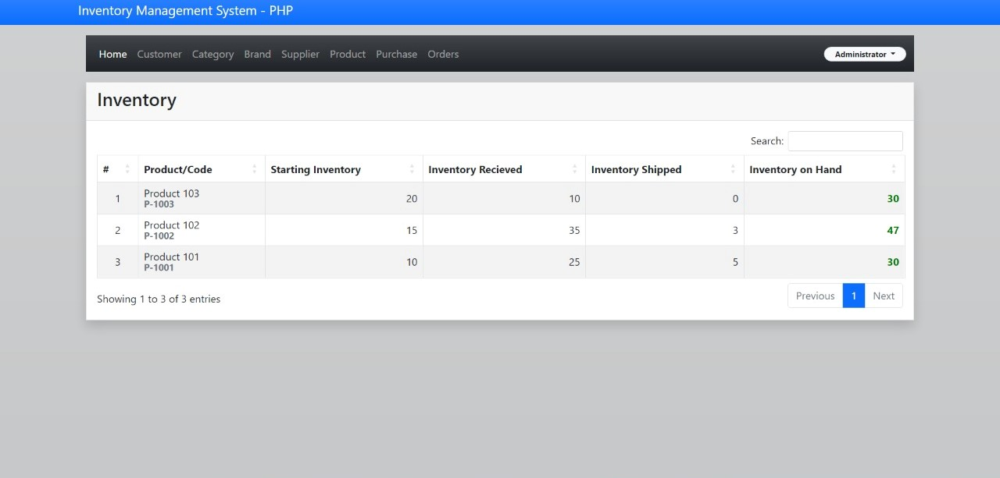 Inventory Management System - PHP
Home Customer Category Brand Supplier Product Purchase Orders Administrator
Inventory
Search:
# Product/Code Starting Inventory Inventory Recieved Inventory Shipped Inventory on Hand
1 Product 103 20 10 0 30
P-1003
2 Product 102 15 35 3 47
P-1002
3 Product 101 10 25 5 30
P-1001
Showing 1 to 3 of 3 entries
Previous 1 Next